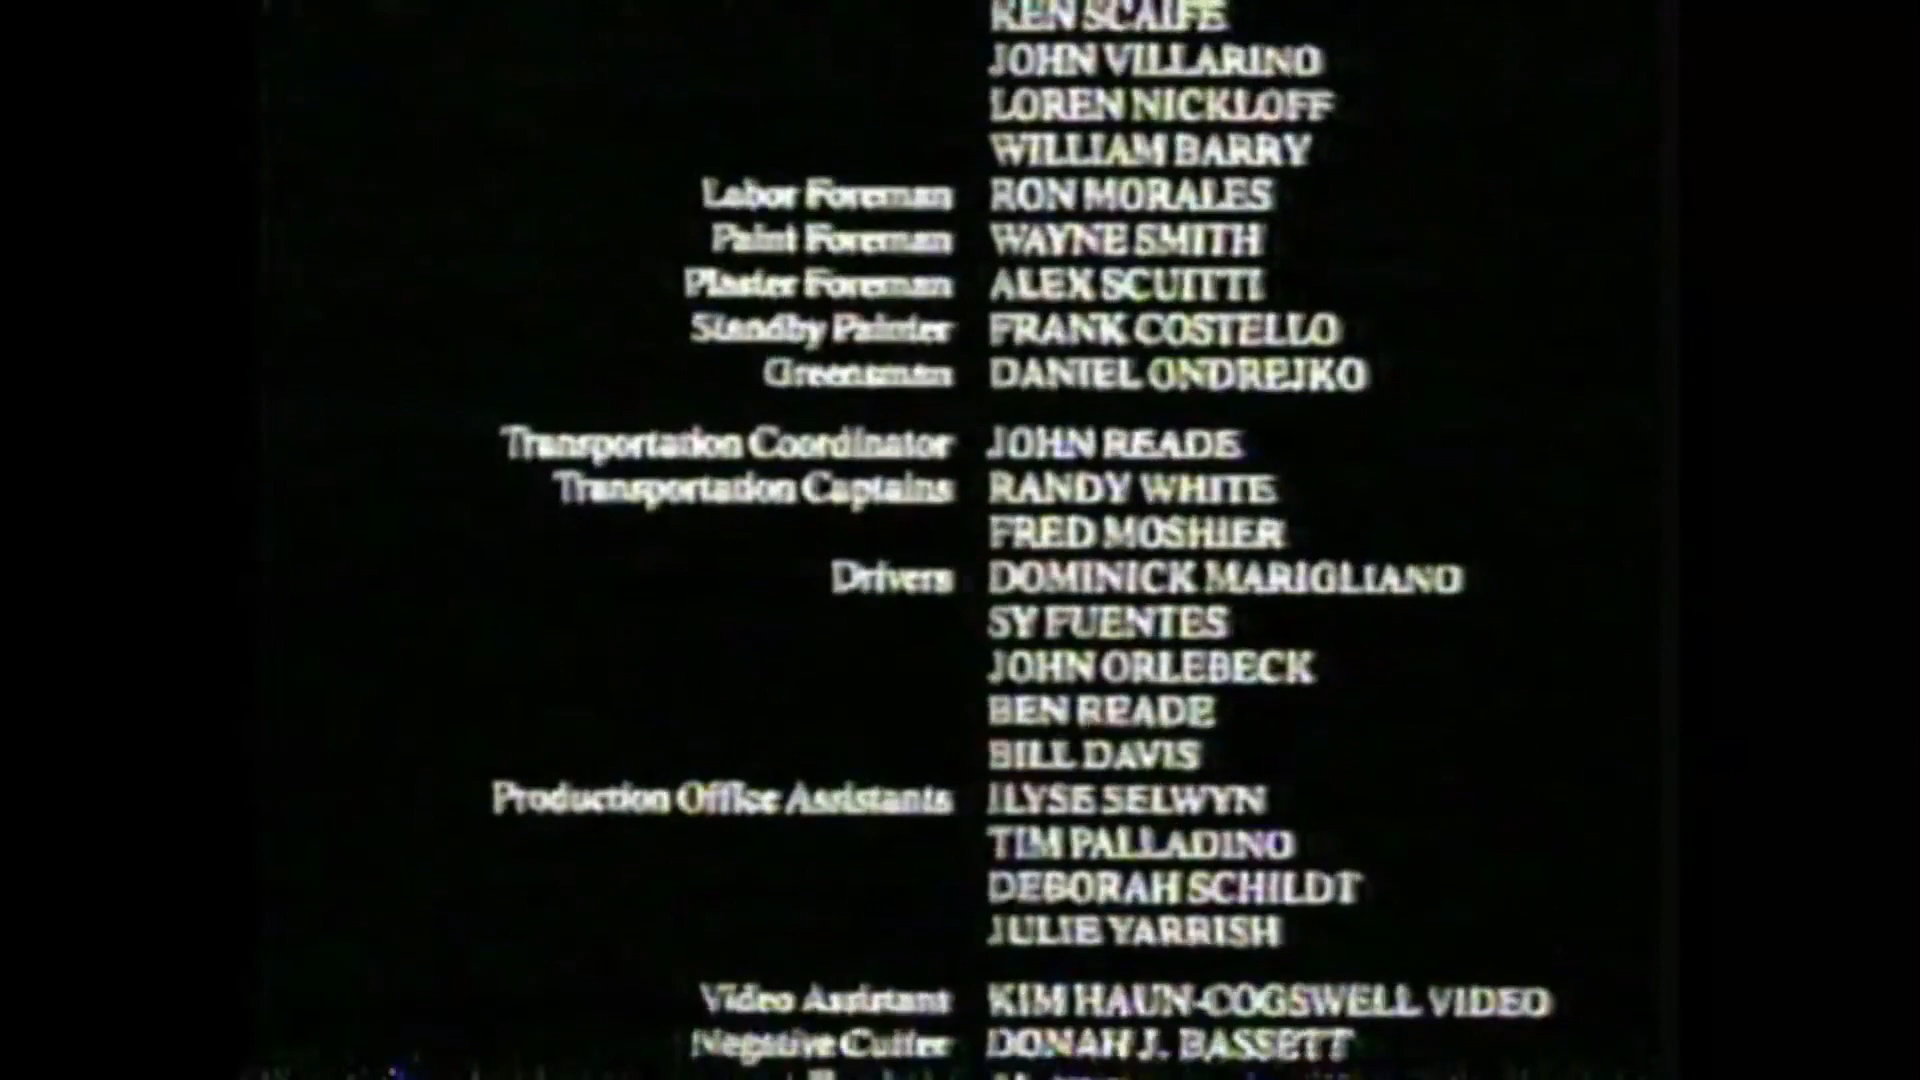 KEN SCAIFE
JOHN VILLARINO
LOREN NICKLOFF
WILLIAM BARRY
Labor Foreman RON MORALES
Paint Foreman WAYNE SMITH
Plaster Foreman ALEX SCUITTI
Standby Painter FRANK COSTELLO
Greensman DANIEL ONDREJKO
Transportation Coordinator JOHN READE
Transportation Captains RANDY WHITE
FRED MOSHIER
Drivers DOMINICK MARIGLIANO
SY FUENTES
JOHN ORLEBECK
BEN READE
BILL DAVIS
Production Office Assistants ILYSE SELWYN
TIM PALLADINO
DEBORAH SCHILDT
JULIE YARRISH
Video Assistant KIM HAUN-COGSWELL VIDEO
Negative Cutter DONAH J. BASSETT